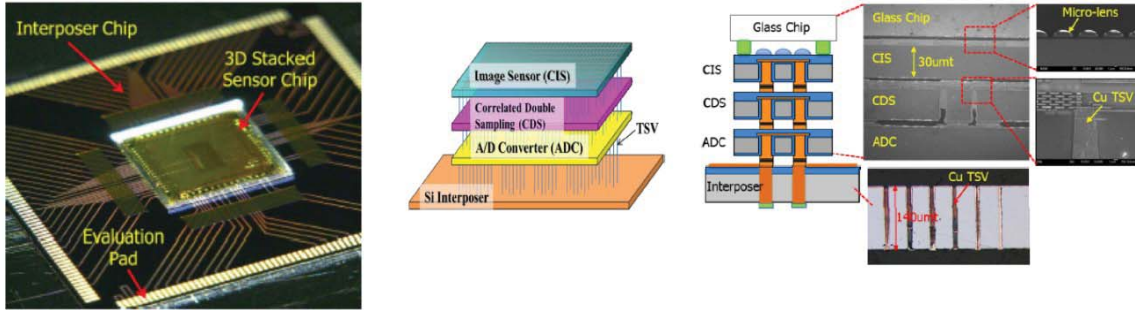 Interposer Chip
3D Stacked
Sensor Chip
Evaluation
Pad
Image Sensor (CIS)
Correlated Double
Sampling (CDS)
TSV
A/D Converter (ADC)
Si Interposer
Glass Chip
CIS
CDS
ADC
Interposer
Glass Chip
CIS
30umt
CDS
ADC
Micro-lens
Cu TSV
Cu TSV
140umt